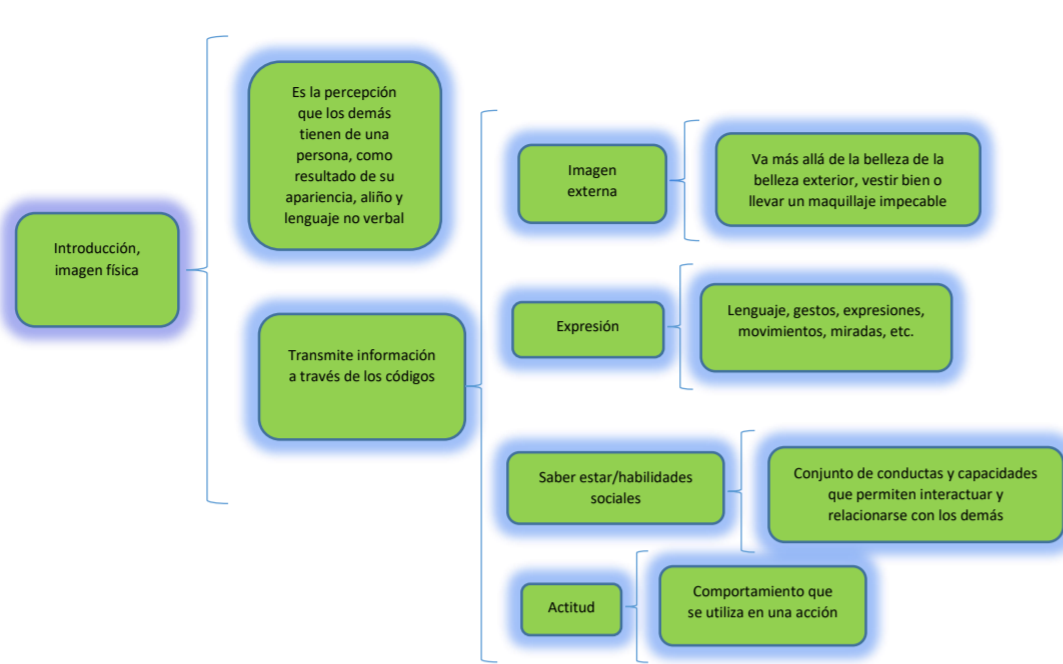 Introducción,
imagen física
Es la percepción
que los demás
tienen de una
persona, como
resultado de su
apariencia, aliño y
lenguaje no verbal
Transmite información
a través de los códigos
Imagen
externa
Va más allá de la belleza de la
belleza exterior, vestir bien o
llevar un maquillaje impecable
Expresión
Lenguaje, gestos, expresiones,
movimientos, miradas, etc.
Saber estar/habilidades
sociales
Conjunto de conductas y capacidades
que permiten interactuar y
relacionarse con los demás
Actitud
Comportamiento que
se utiliza en una acción